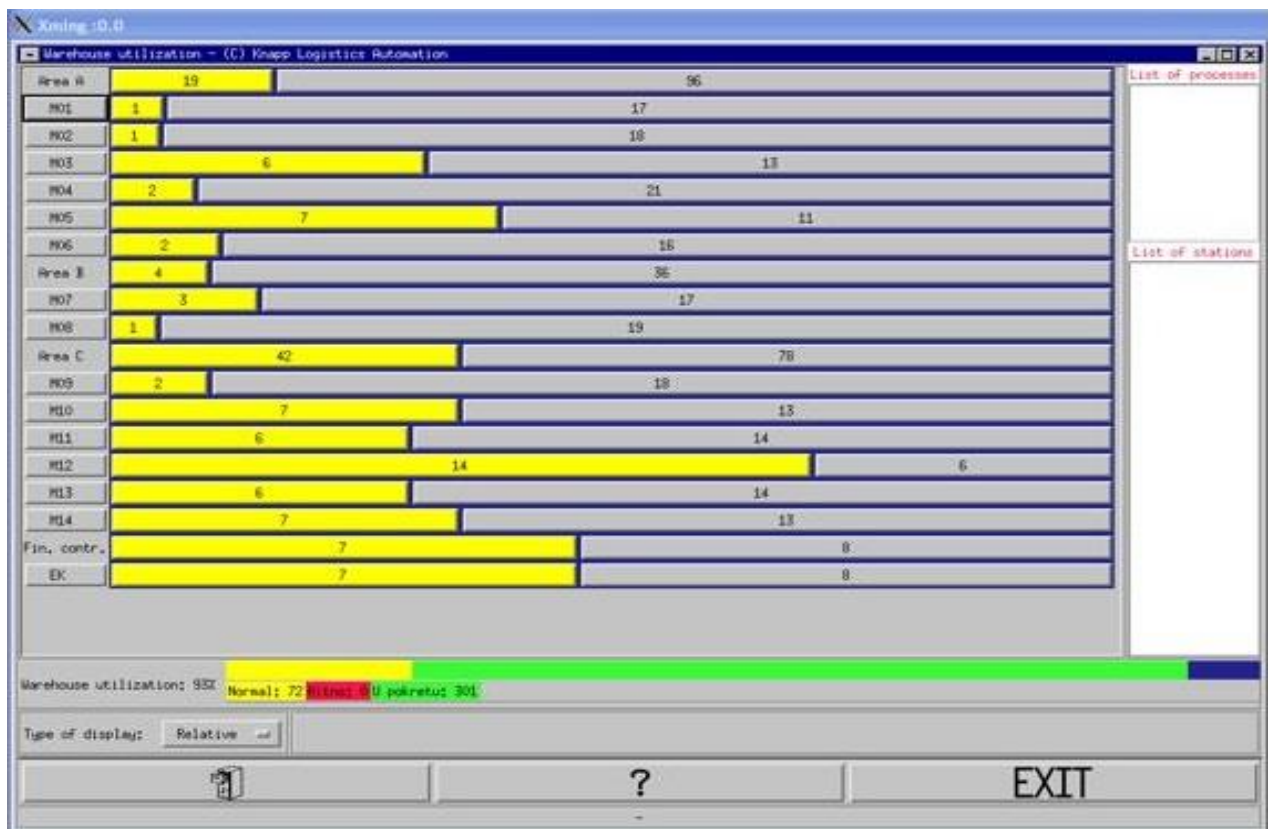 Xming :0.0
Warehouse utilization - (C) Knapp Logistics Automation
Area A 19 96
M01 1 17
M02 1 18
M03 6 13
M04 2 21
M05 7 11
M06 2 16
Area B 4 36
M07 3 17
M08 1 19
Area C 42 78
M09 2 18
M10 7 13
M11 6 14
M12 14 6
M13 6 14
M14 7 13
Fin. contr. 7 8
EK 7 8
List of processes
List of stations
Warehouse utilization: 93%
Normal: 72 Hitno: 0 U pokretu: 301
Type of display: Relative
? EXIT
-